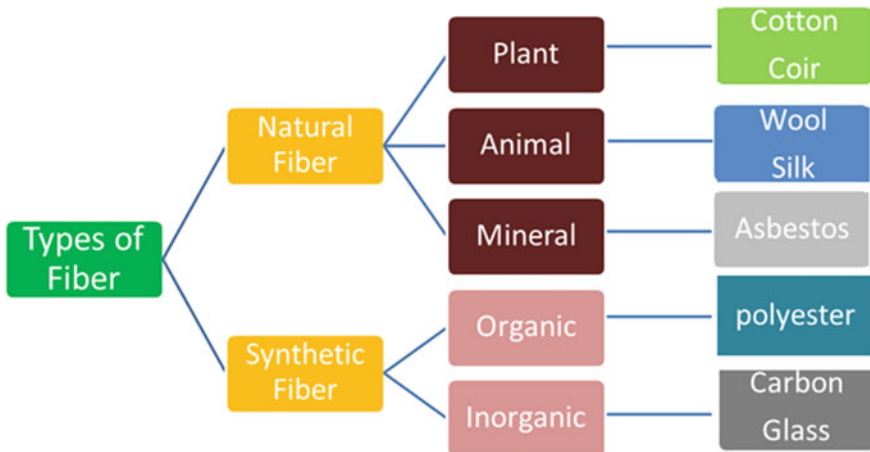 Types of
Fiber
Natural
Fiber
Synthetic
Fiber
Plant
Animal
Mineral
Organic
Inorganic
Cotton
Coir
Wool
Silk
Asbestos
polyester
Carbon
Glass